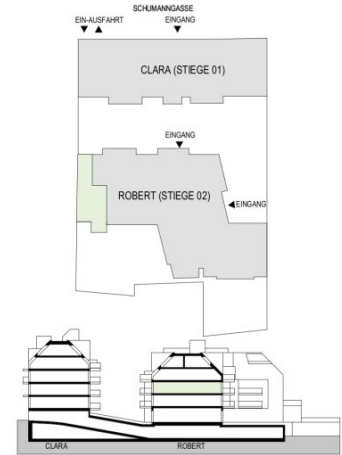 SCHUMANNGASSE
EIN-AUSFAHRT EINGANG
CLARA (STIEGE 01)
EINGANG
ROBERT (STIEGE 02)
EINGANG
CLARA ROBERT